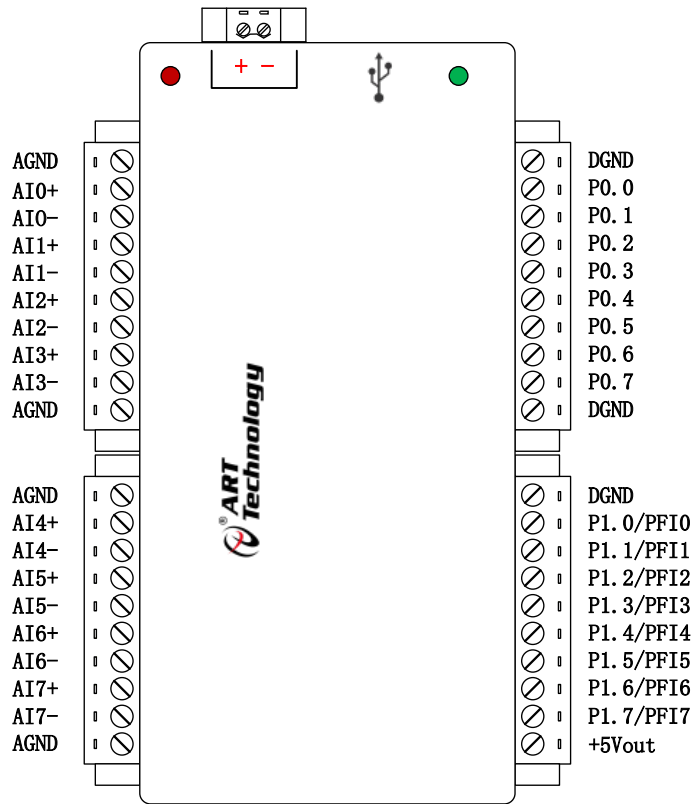 + −
AGND
AI0+
AI0−
AI1+
AI1−
AI2+
AI2−
AI3+
AI3−
AGND
AGND
AI4+
AI4−
AI5+
AI5−
AI6+
AI6−
AI7+
AI7−
AGND
® ART
Technology
DGND
P0.0
P0.1
P0.2
P0.3
P0.4
P0.5
P0.6
P0.7
DGND
DGND
P1.0/PFI0
P1.1/PFI1
P1.2/PFI2
P1.3/PFI3
P1.4/PFI4
P1.5/PFI5
P1.6/PFI6
P1.7/PFI7
+5Vout